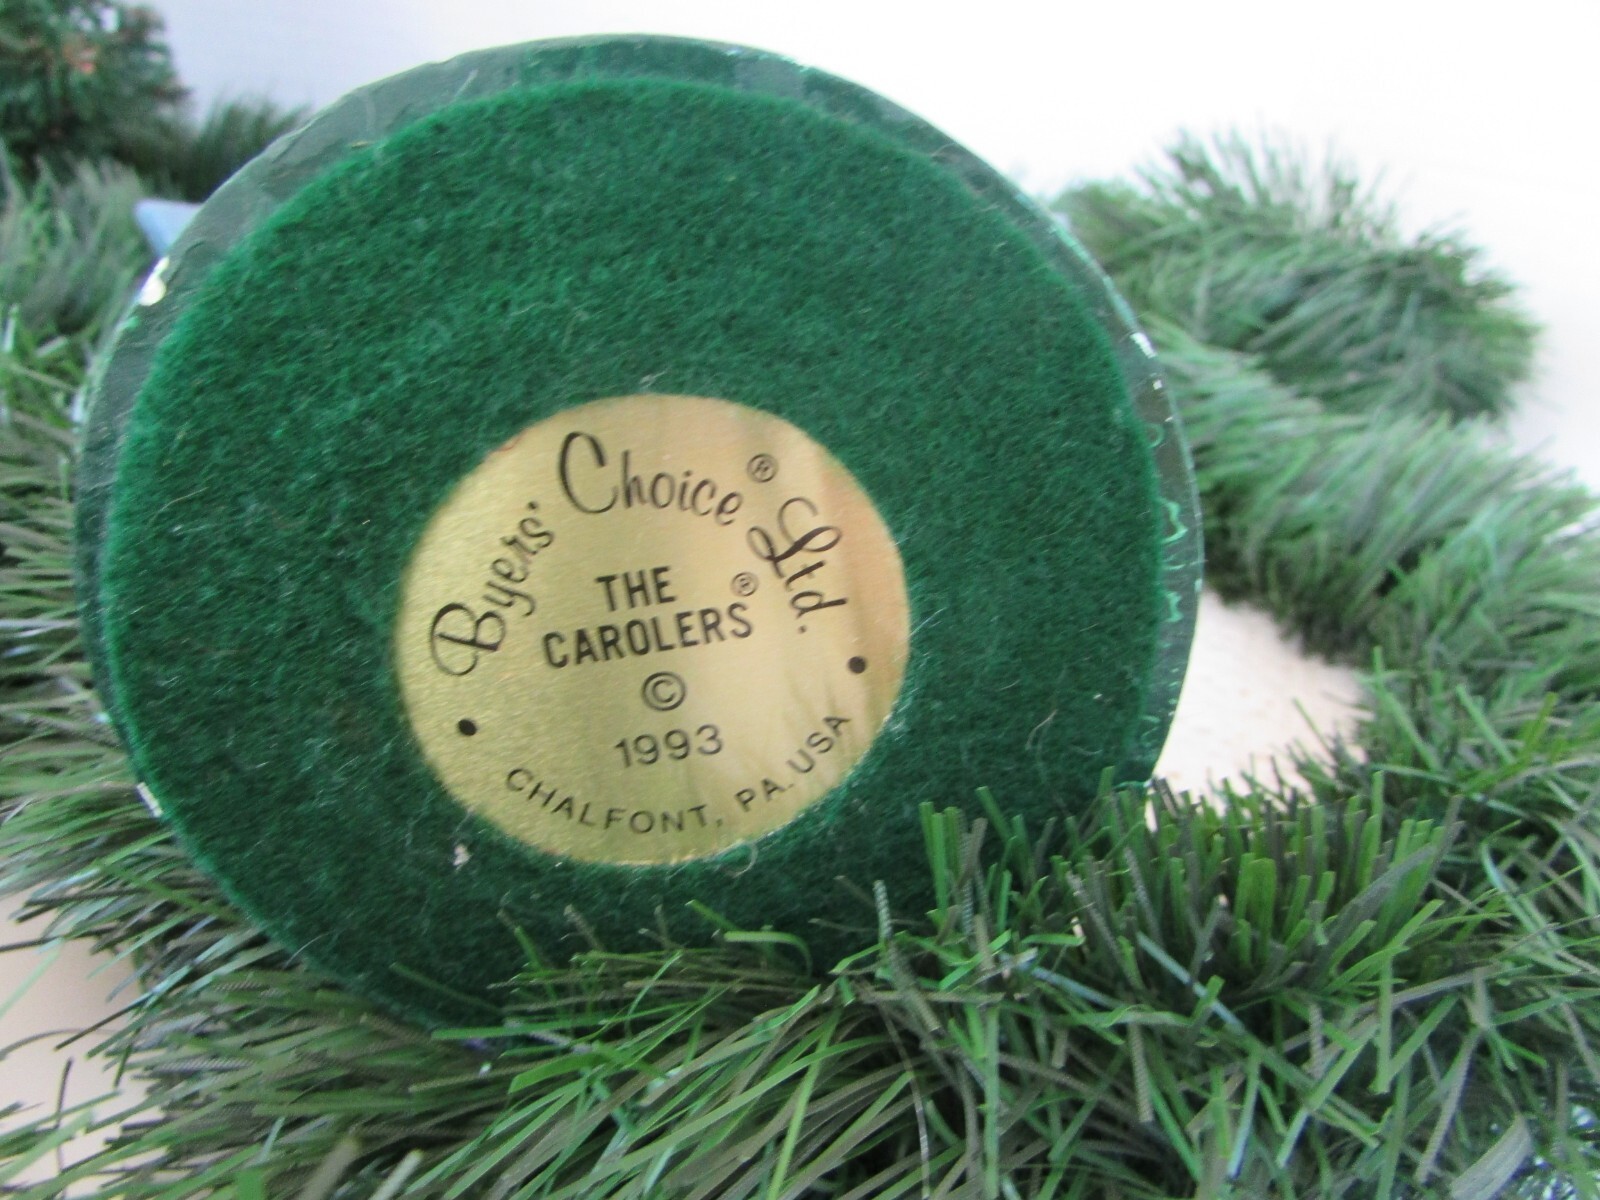 Byers' Choice® Ltd.
THE
CAROLERS®
©
1993
CHALFONT, PA. USA